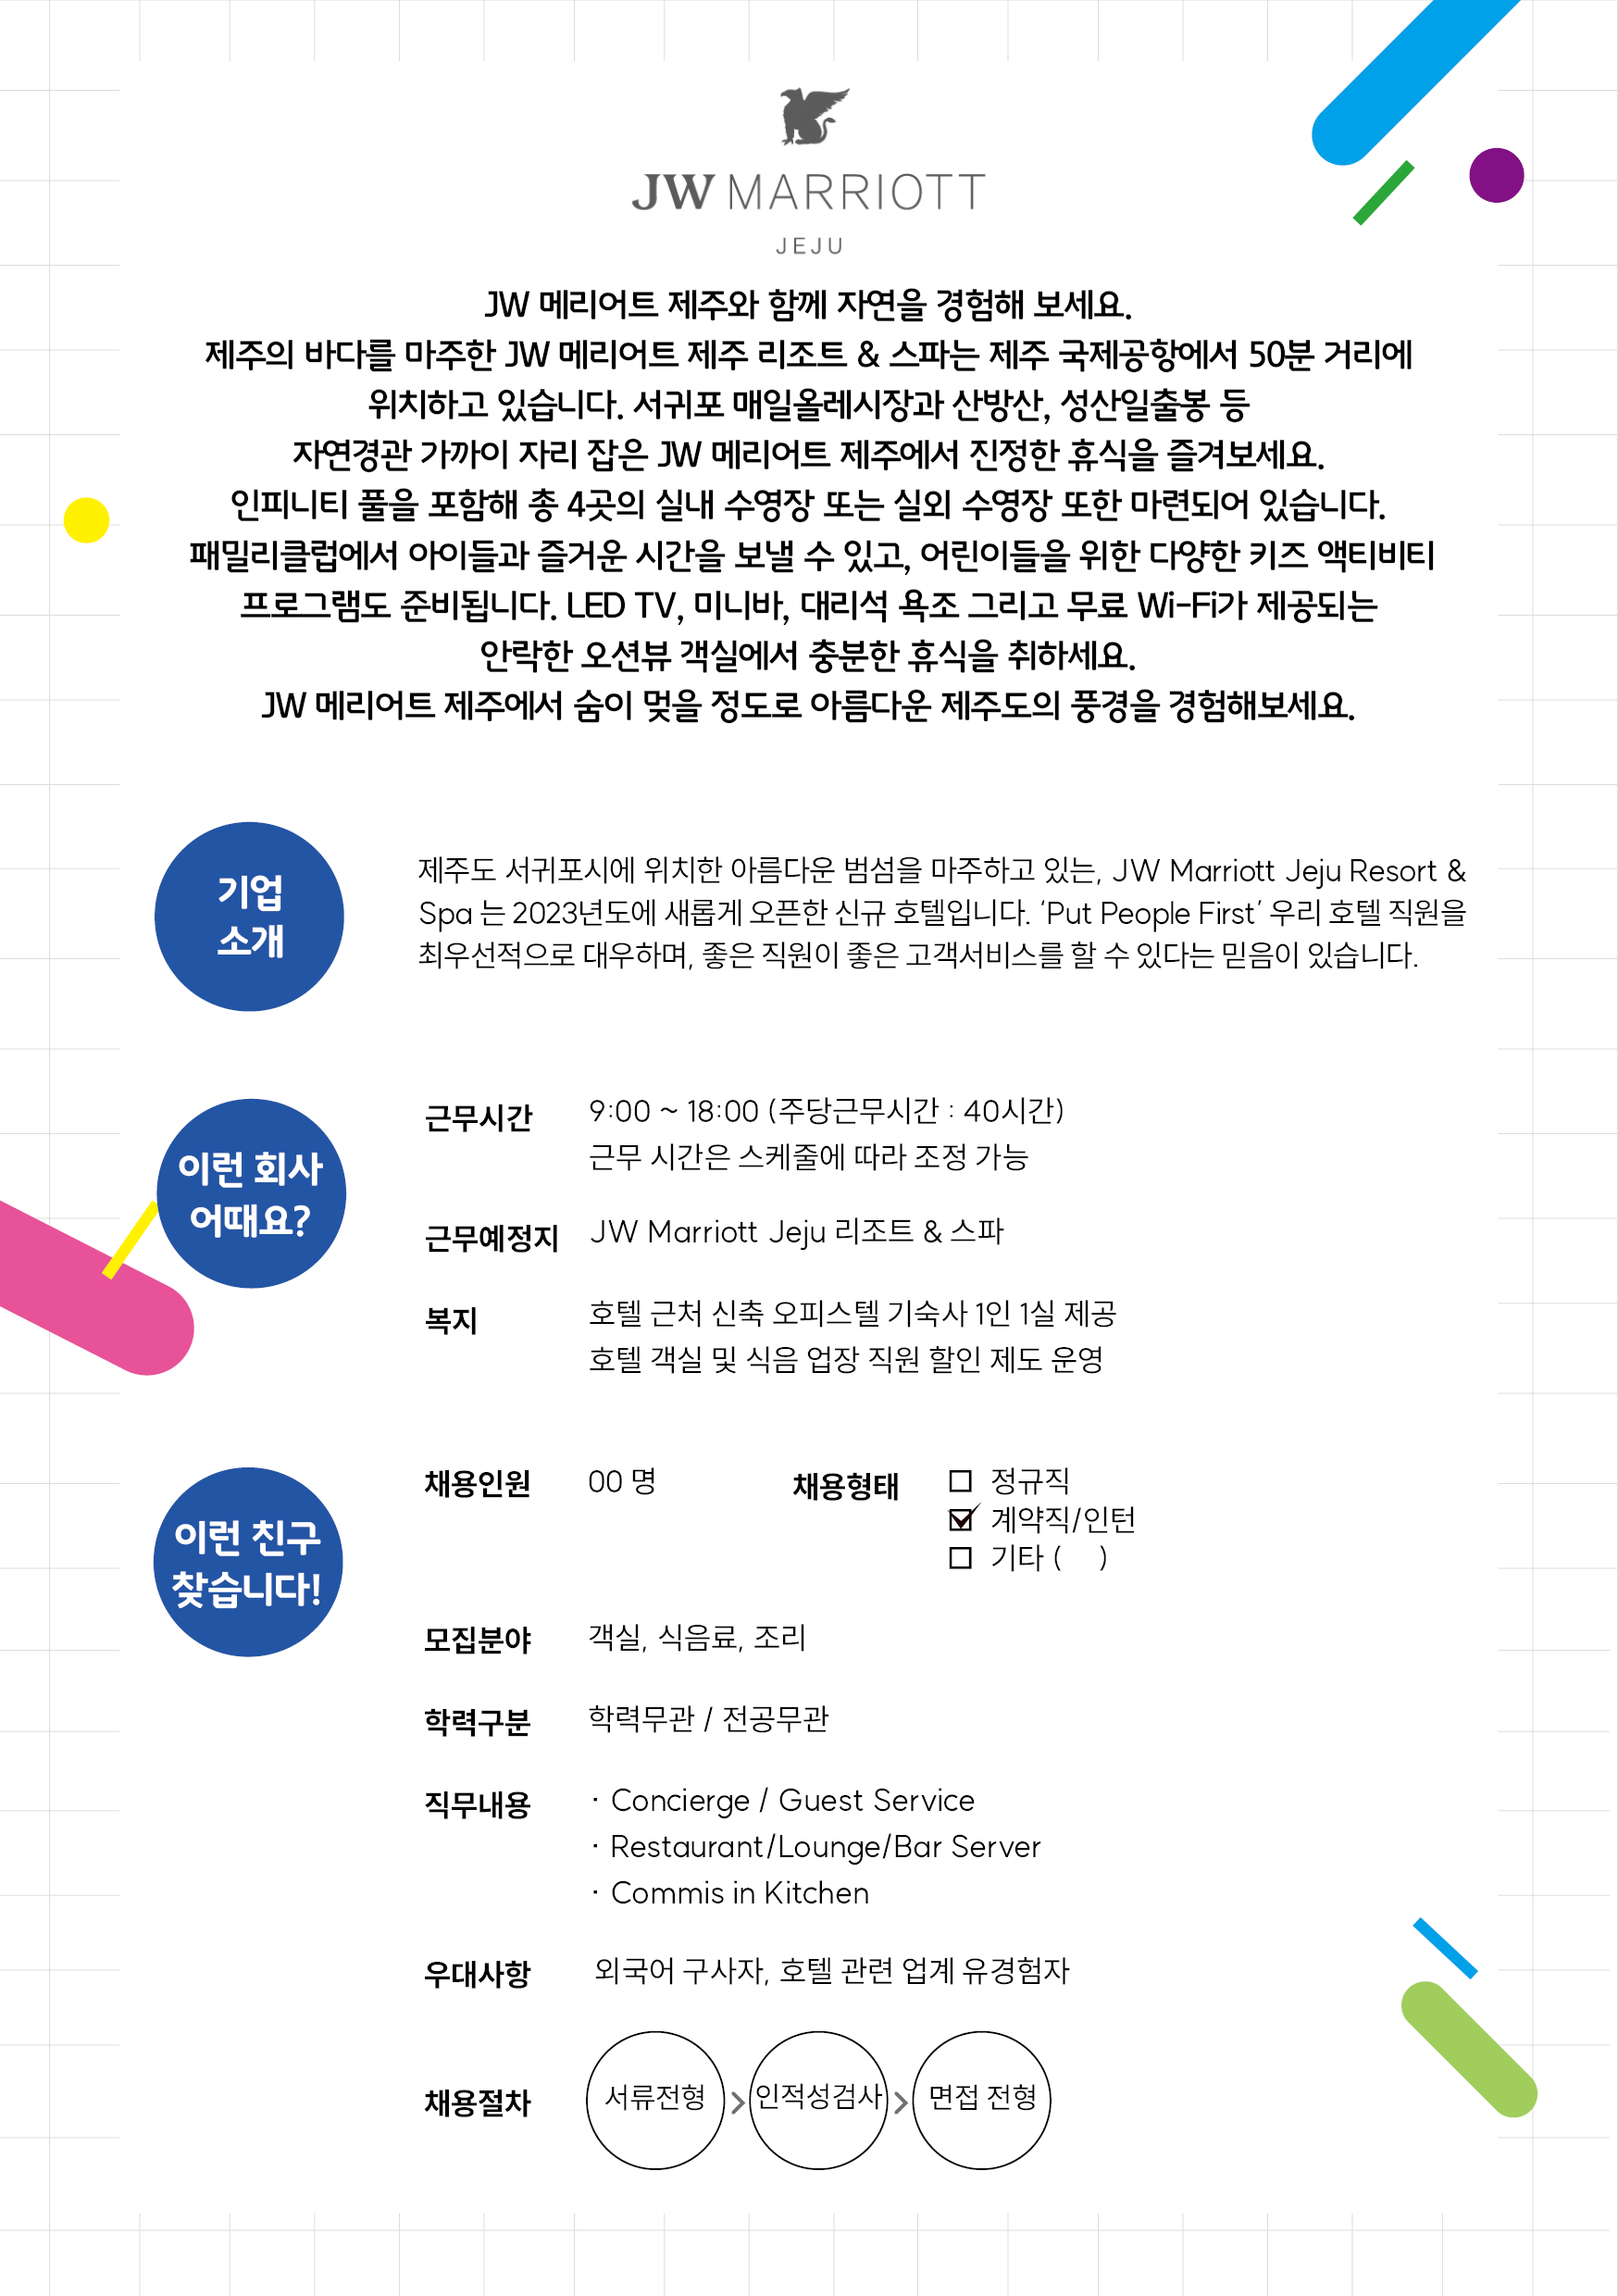 JW MARRIOTT
JEJU
JW 메리어트 제주와 함께 자연을 경험해 보세요.
제주의 바다를 마주한 JW 메리어트 제주 리조트 & 스파는 제주 국제공항에서 50분 거리에
위치하고 있습니다. 서귀포 매일올레시장과 산방산, 성산일출봉 등
자연경관 가까이 자리 잡은 JW 메리어트 제주에서 진정한 휴식을 즐겨보세요.
인피니티 풀을 포함해 총 4곳의 실내 수영장 또는 실외 수영장 또한 마련되어 있습니다.
패밀리클럽에서 아이들과 즐거운 시간을 보낼 수 있고, 어린이들을 위한 다양한 키즈 액티비티
프로그램도 준비됩니다. LED TV, 미니바, 대리석 욕조 그리고 무료 Wi-Fi가 제공되는
안락한 오션뷰 객실에서 충분한 휴식을 취하세요.
JW 메리어트 제주에서 숨이 멎을 정도로 아름다운 제주도의 풍경을 경험해보세요.
기업
소개
제주도 서귀포시에 위치한 아름다운 범섬을 마주하고 있는, JW Marriott Jeju Resort &
Spa 는 2023년도에 새롭게 오픈한 신규 호텔입니다. ‘Put People First’ 우리 호텔 직원을
최우선적으로 대우하며, 좋은 직원이 좋은 고객서비스를 할 수 있다는 믿음이 있습니다.
이런 회사
어때요?
근무시간 9:00 ~ 18:00 (주당근무시간 : 40시간)
근무 시간은 스케줄에 따라 조정 가능
근무예정지 JW Marriott Jeju 리조트 & 스파
복지 호텔 근처 신축 오피스텔 기숙사 1인 1실 제공
호텔 객실 및 식음 업장 직원 할인 제도 운영
이런 친구
찾습니다!
채용인원 00 명 채용형태 □ 정규직
☑ 계약직/인턴
□ 기타 ( )
모집분야 객실, 식음료, 조리
학력구분 학력무관 / 전공무관
직무내용 · Concierge / Guest Service
· Restaurant/Lounge/Bar Server
· Commis in Kitchen
우대사항 외국어 구사자, 호텔 관련 업계 유경험자
채용절차 서류전형 > 인적성검사 > 면접 전형